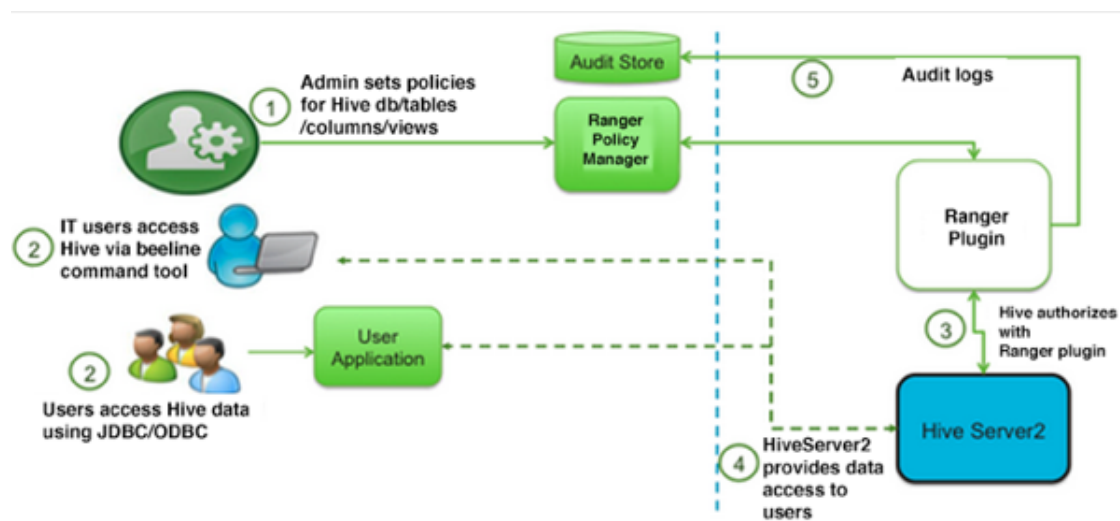 Audit Store
5
Audit logs
1
Admin sets policies
for Hive db/tables
/columns/views
Ranger
Policy
Manager
Ranger
Plugin
2
IT users access
Hive via beeline
command tool
User
Application
3
Hive authorizes
with
Ranger plugin
2
Users access Hive data
using JDBC/ODBC
Hive Server2
4
HiveServer2
provides data
access to
users